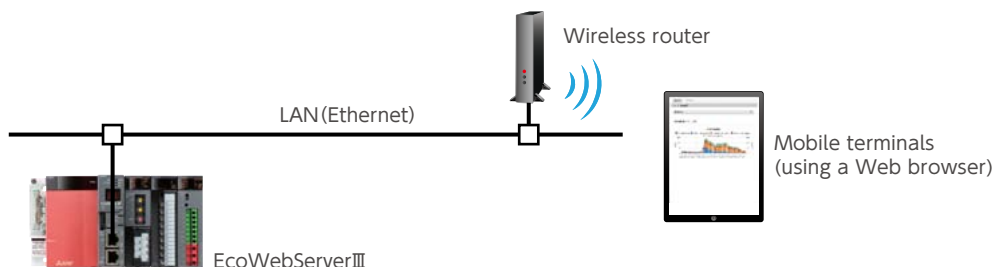 Wireless router
LAN(Ethernet)
Mobile terminals
(using a Web browser)
EcoWebServerⅢ